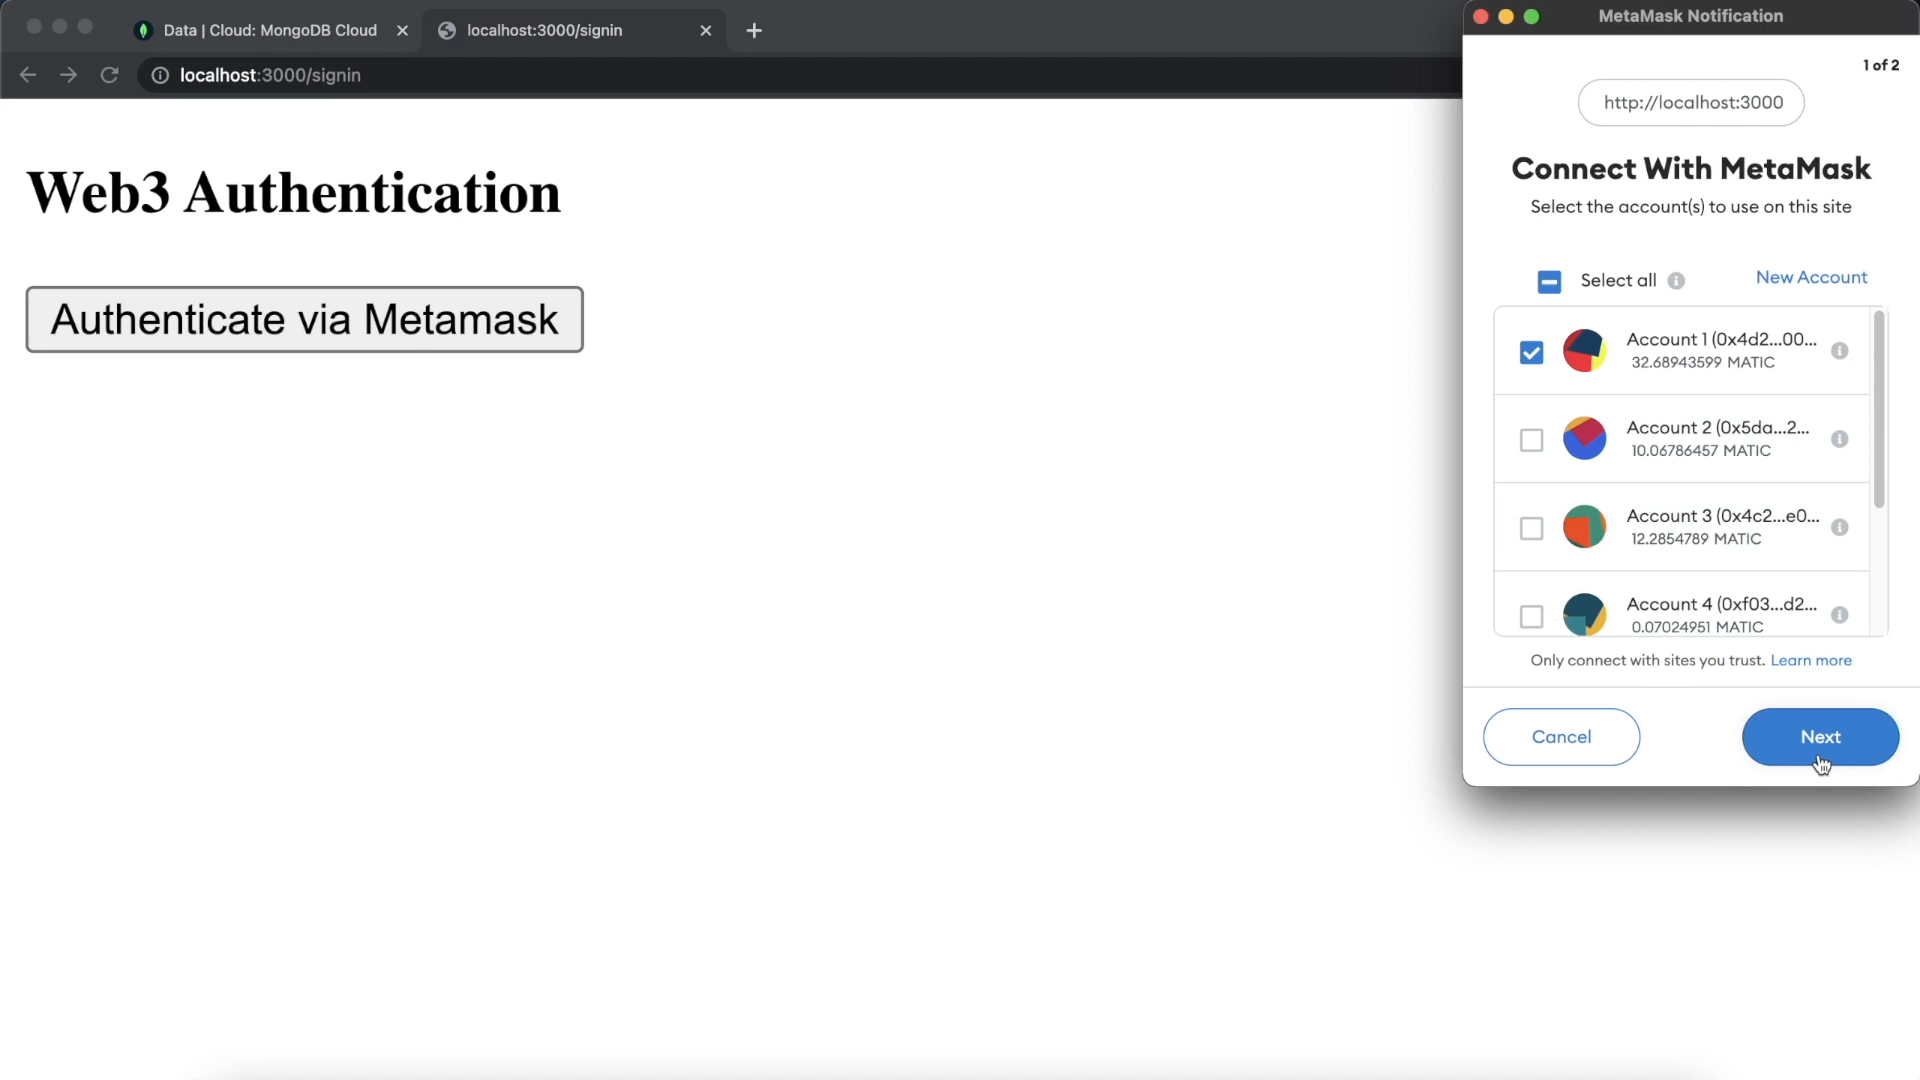 Data | Cloud: MongoDB Cloud
localhost:3000/signin
localhost:3000/signin
Web3 Authentication
Authenticate via Metamask
MetaMask Notification
1 of 2
http://localhost:3000
Connect With MetaMask
Select the account(s) to use on this site
Select all
New Account
Account 1 (0x4d2...00...
32.68943599 MATIC
Account 2 (0x5da...2...
10.06786457 MATIC
Account 3 (0x4c2...e0...
12.2854789 MATIC
Account 4 (0xf03...d2...
0.07024951 MATIC
Only connect with sites you trust. Learn more
Cancel
Next